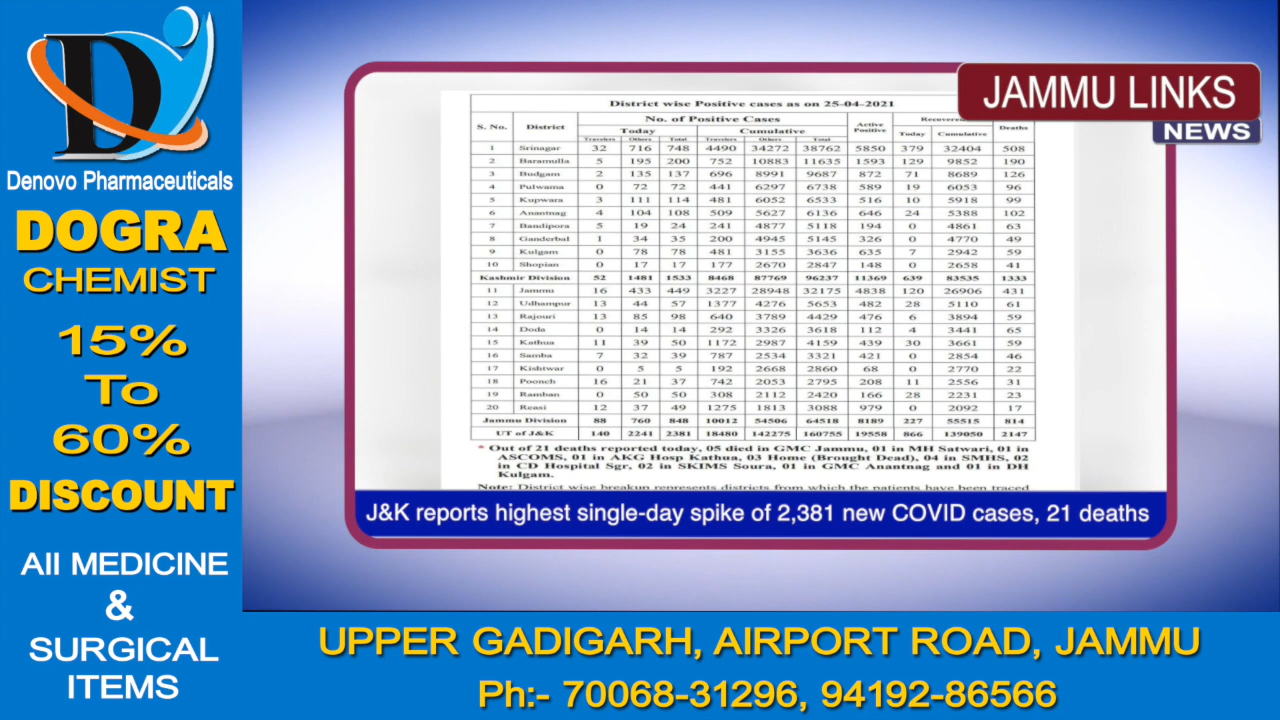 D
Denovo Pharmaceuticals
DOGRA
CHEMIST
15%
To
60%
DISCOUNT
All MEDICINE
&
SURGICAL
ITEMS
JAMMU LINKS
NEWS
District wise Positive cases as on 25-04-2021
S. No. District No. of Positive Cases Active Positive Deaths
Today Cumulative Today Cumulative
Travelers Others Total Travelers Others Total
1 Srinagar 32 716 748 4490 34272 38762 5850 379 32404 508
2 Baramulla 5 195 200 752 10883 11635 1593 129 9852 190
3 Budgam 2 135 137 696 8991 9687 872 71 8689 126
4 Pulwama 0 72 72 441 6297 6738 589 19 6053 96
5 Kupwara 3 111 114 481 6052 6533 516 10 5918 99
6 Anantnag 4 104 108 509 5627 6136 646 24 5388 102
7 Bandipora 5 19 24 241 4877 5118 194 0 4861 63
8 Ganderbal 1 34 35 200 4945 5145 326 0 4770 49
9 Kulgam 0 78 78 481 3155 3636 635 7 2942 59
10 Shopian 0 17 17 177 2670 2847 148 0 2658 41
Kashmir Division 52 1481 1533 8468 87769 96237 11369 639 83535 1333
11 Jammu 16 433 449 3227 28948 32175 4838 120 26906 431
12 Udhampur 13 44 57 1377 4276 5653 482 28 5110 61
13 Rajouri 13 85 98 640 3789 4429 476 6 3894 59
14 Doda 0 14 14 292 3326 3618 112 4 3441 65
15 Kathua 11 39 50 1172 2987 4159 439 30 3661 59
16 Samba 7 32 39 787 2534 3321 421 0 2854 46
17 Kishtwar 0 5 5 192 2668 2860 68 0 2770 22
18 Poonch 16 21 37 742 2053 2795 208 11 2556 31
19 Ramban 0 50 50 308 2112 2420 166 28 2231 23
20 Reasi 12 37 49 1275 1813 3088 979 0 2092 17
Jammu Division 88 760 848 10012 54506 64518 8189 227 55515 814
UT of J&K 140 2241 2381 18480 142275 160755 19558 866 139050 2147
* Out of 21 deaths reported today, 05 died in GMC Jammu, 01 in MH Satwari, 01 in
ASCOMS, 01 in AKG Hosp Kathua, 03 Home (Brought Dead), 04 in SMHS, 02
in CD Hospital Sgr, 02 in SKIMS Soura, 01 in GMC Anantnag and 01 in DH
Kulgam.
Note: District wise breakup represents districts from which the patients have been traced
J&K reports highest single-day spike of 2,381 new COVID cases, 21 deaths
UPPER GADIGARH, AIRPORT ROAD, JAMMU
Ph:- 70068-31296, 94192-86566